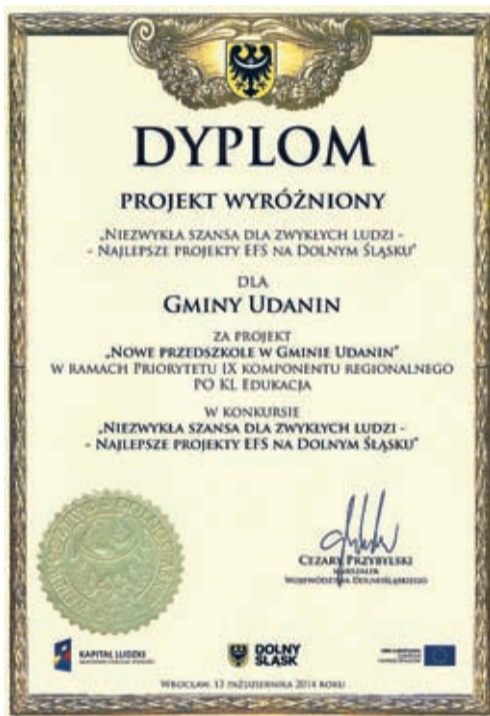 DYPLOM
PROJEKT WYRÓŻNIONY
„NIEZWYKŁA SZANSA DLA ZWYKŁYCH LUDZI -
- NAJLEPSZE PROJEKTY EFS NA DOLNYM ŚLĄSKU"
DLA
GMINY UDANIN
ZA PROJEKT
„NOWE PRZEDSZKOLE W GMINIE UDANIN"
W RAMACH PRIORYTETU IX KOMPONENTU REGIONALNEGO
PO KL EDUKACJA
W KONKURSIE
„NIEZWYKŁA SZANSA DLA ZWYKŁYCH LUDZI -
- NAJLEPSZE PROJEKTY EFS NA DOLNYM ŚLĄSKU"
CEZARY PRZYBYLSKI
MARSZAŁEK
WOJEWÓDZTWA DOLNOŚLĄSKIEGO
KAPITAŁ LUDZKI
DOLNY
ŚLĄSK
WROCŁAW, 13 PAŹDZIERNIKA 2014 ROKU